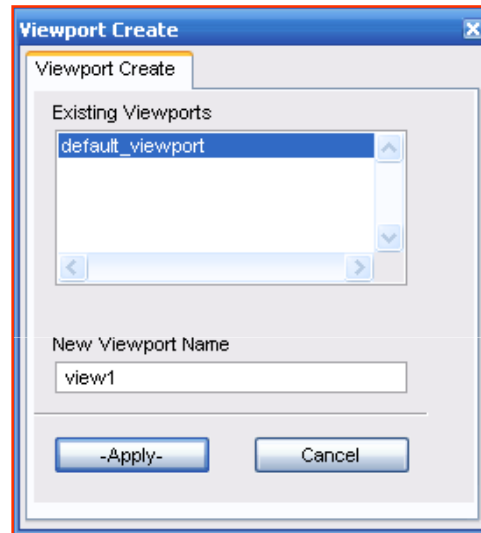 Viewport Create
Viewport Create
Existing Viewports
default_viewport
New Viewport Name
view1
-Apply- Cancel